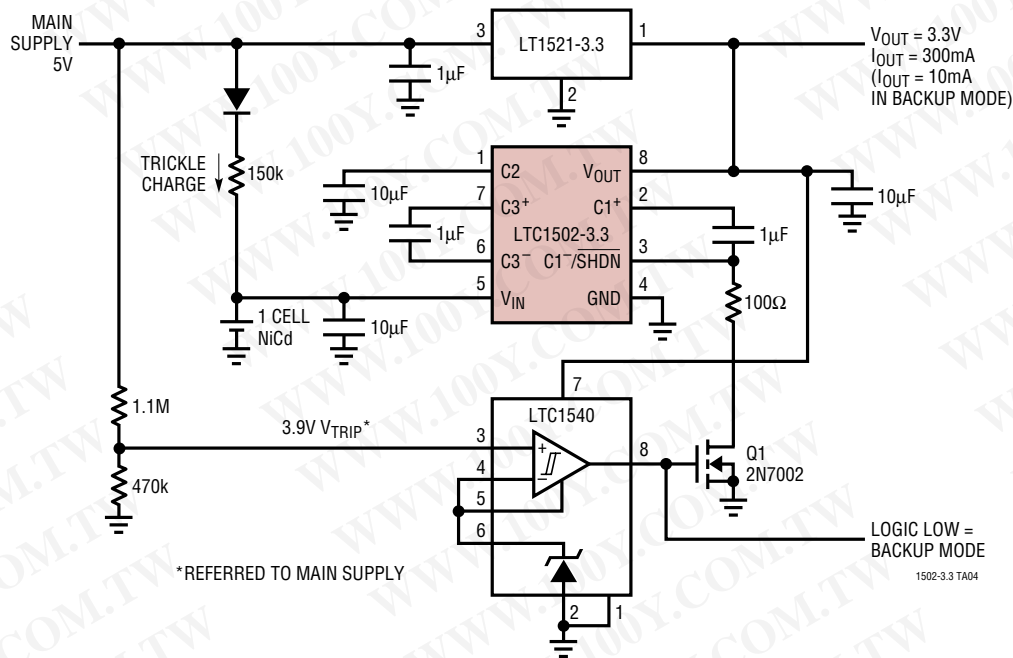 MAIN
SUPPLY
5V
3
LT1521-3.3
1
2
1µF
VOUT = 3.3V
IOUT = 300mA
(IOUT = 10mA
IN BACKUP MODE)
TRICKLE
CHARGE
150k
1
C2
VOUT
8
10µF
7
C3+
C1+
2
10µF
1µF
LTC1502-3.3
1µF
6
C3−
C1−/SHDN
3
5
VIN
GND
4
100Ω
1 CELL
NiCd
10µF
7
1.1M
LTC1540
3.9V VTRIP*
3
+
8
Q1
2N7002
4
−
470k
5
6
LOGIC LOW =
BACKUP MODE
*REFERRED TO MAIN SUPPLY
1502-3.3 TA04
2
1
WWW.100Y.COM.TW